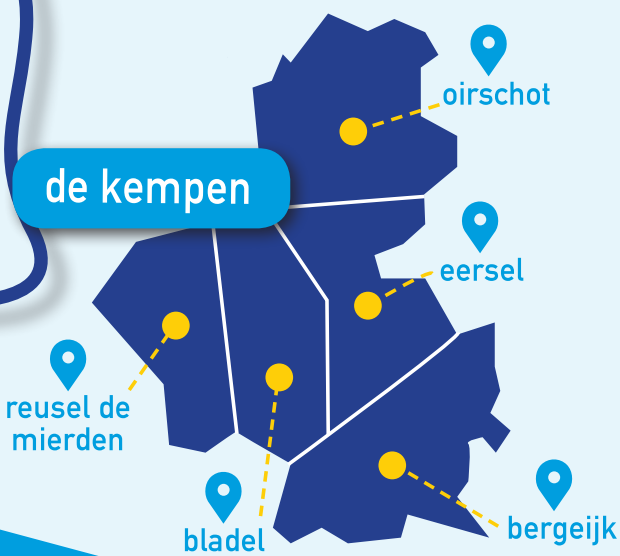 oirschot
de kempen
eersel
reusel de
mierden
bladel
bergeijk